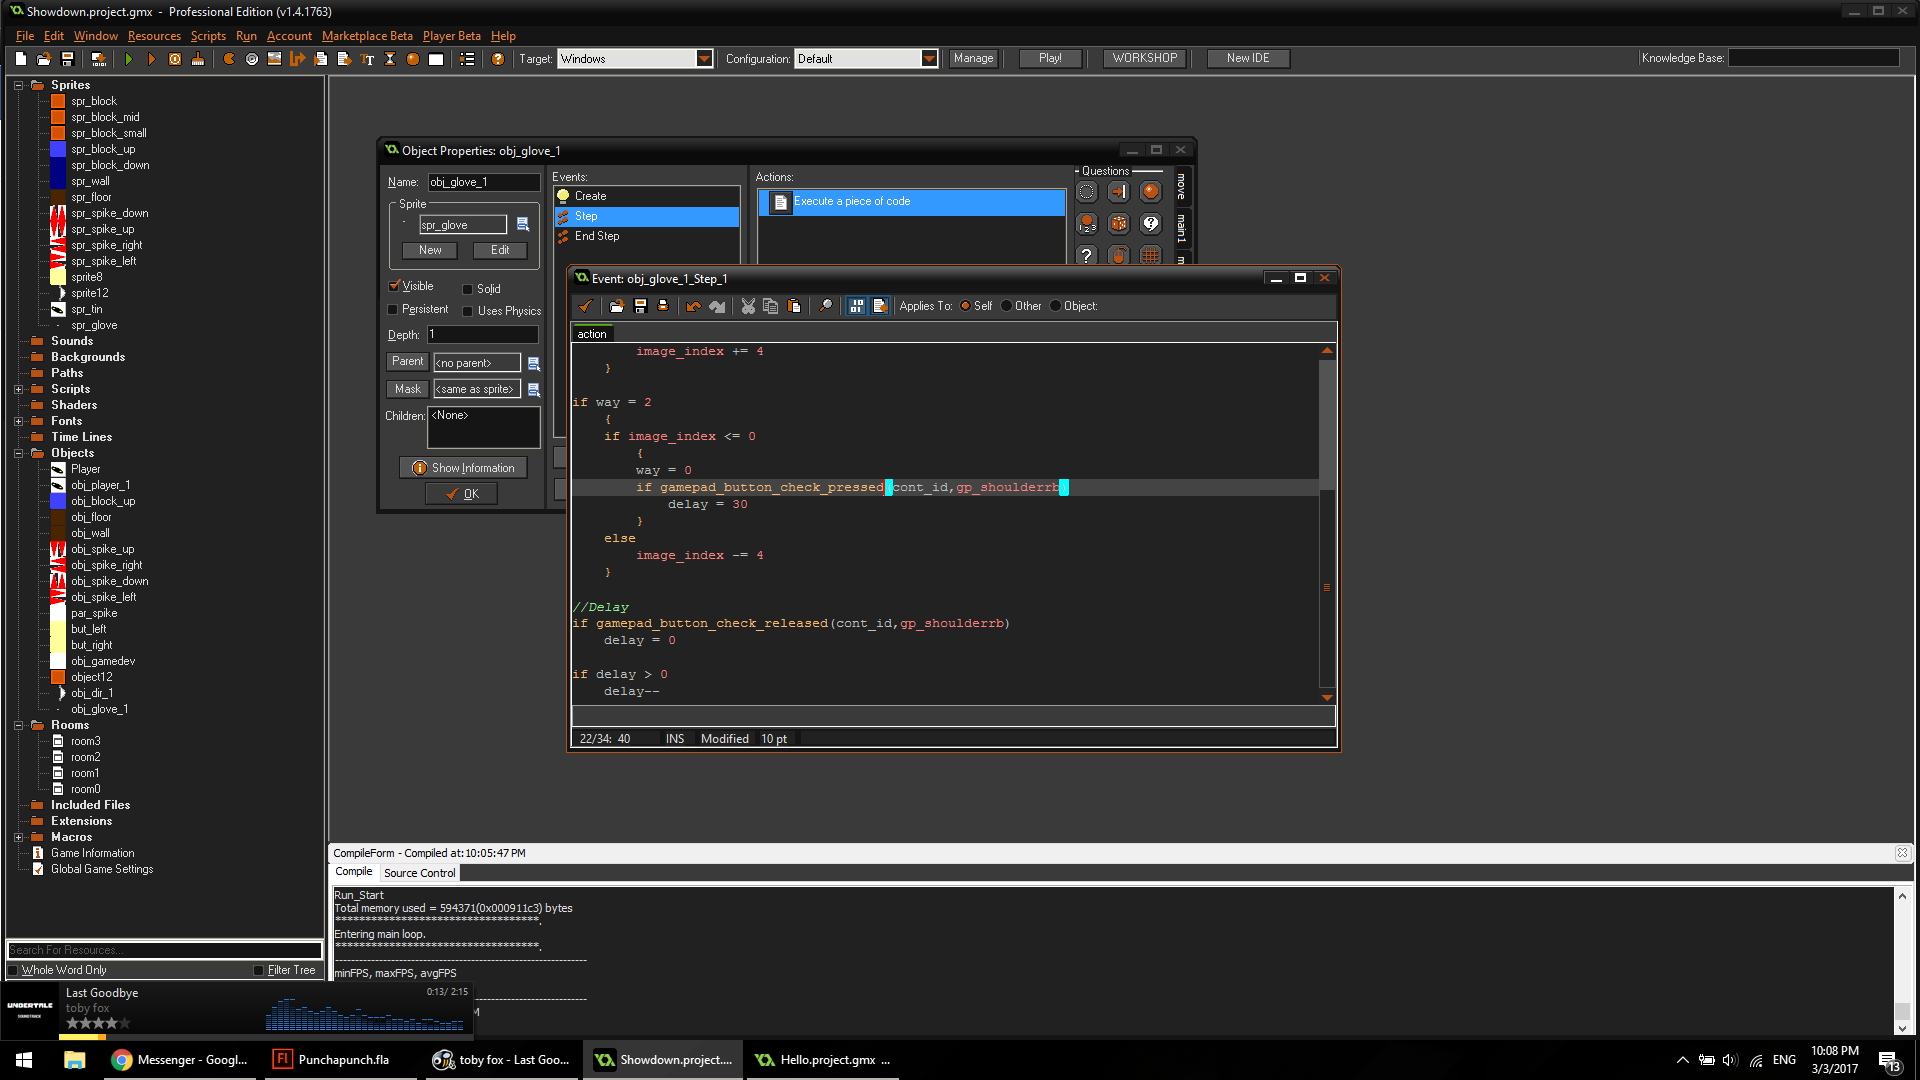 Showdown.project.gmx - Professional Edition (v1.4.1763)
File Edit Window Resources Scripts Run Account Marketplace Beta Player Beta Help
Target: Windows Configuration: Default Manage Play! WORKSHOP New IDE Knowledge Base:
Sprites
spr_block
spr_block_mid
spr_block_small
spr_block_up
spr_block_down
spr_wall
spr_floor
spr_spike_down
spr_spike_up
spr_spike_right
spr_spike_left
sprite8
sprite12
spr_tin
spr_glove
Sounds
Backgrounds
Paths
Scripts
Shaders
Fonts
Time Lines
Objects
Player
obj_player_1
obj_block_up
obj_floor
obj_wall
obj_spike_up
obj_spike_right
obj_spike_down
obj_spike_left
par_spike
but_left
but_right
obj_gamedev
object12
obj_dir_1
obj_glove_1
Rooms
room3
room2
room1
room0
Included Files
Extensions
Macros
Game Information
Global Game Settings
Search For Resources...
Whole Word Only Filter Tree
Object Properties: obj_glove_1
Name: obj_glove_1
Sprite
spr_glove
New Edit
Visible Solid
Persistent Uses Physics
Depth: 1
Parent <no parent>
Mask <same as sprite>
Children: <None>
Show Information
OK
Events:
Create
Step
End Step
Actions:
Execute a piece of code
Questions
move
main1
Event: obj_glove_1_Step_1
Applies To: Self Other Object:
action
image_index += 4
}
if way = 2
{
if image_index <= 0
{
way = 0
if gamepad_button_check_pressed(cont_id,gp_shoulderrb)
delay = 30
}
else
image_index -= 4
}
//Delay
if gamepad_button_check_released(cont_id,gp_shoulderrb)
delay = 0
if delay > 0
delay--
22/34: 40 INS Modified 10 pt
CompileForm - Compiled at:10:05:47 PM
Compile Source Control
Run_Start
Total memory used = 594371(0x000911c3) bytes
***********************************.
Entering main loop.
***********************************.
minFPS, maxFPS, avgFPS
UNDERTALE
SOUNDTRACK
Last Goodbye 0:13/ 2:15
toby fox
Messenger - Googl...
Punchapunch.fla
toby fox - Last Goo...
Showdown.project....
Hello.project.gmx ...
ENG
10:08 PM
3/3/2017
13